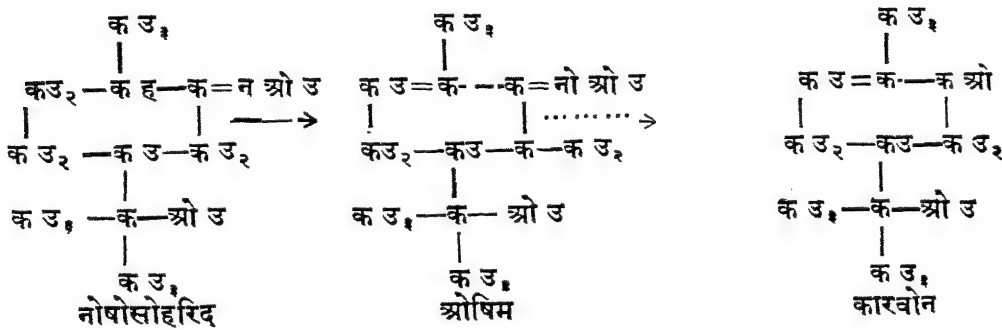 क उ₃ क उ₃ क उ₃
कउ₂ —क ह—क=न ओ उ क उ=क---क=नो ओ उ क उ=क-—क ओ
क उ₂ —क उ—क उ₂ कउ₂—कउ—क—कउ₂ क उ₂—कउ—क उ₂
क उ₃ —क—ओ उ क उ₃—क— ओ उ क उ₃—क—ओ उ
क उ₃ क उ₃ क उ₃
नोषोसोहरिद ओषिम कारवोन